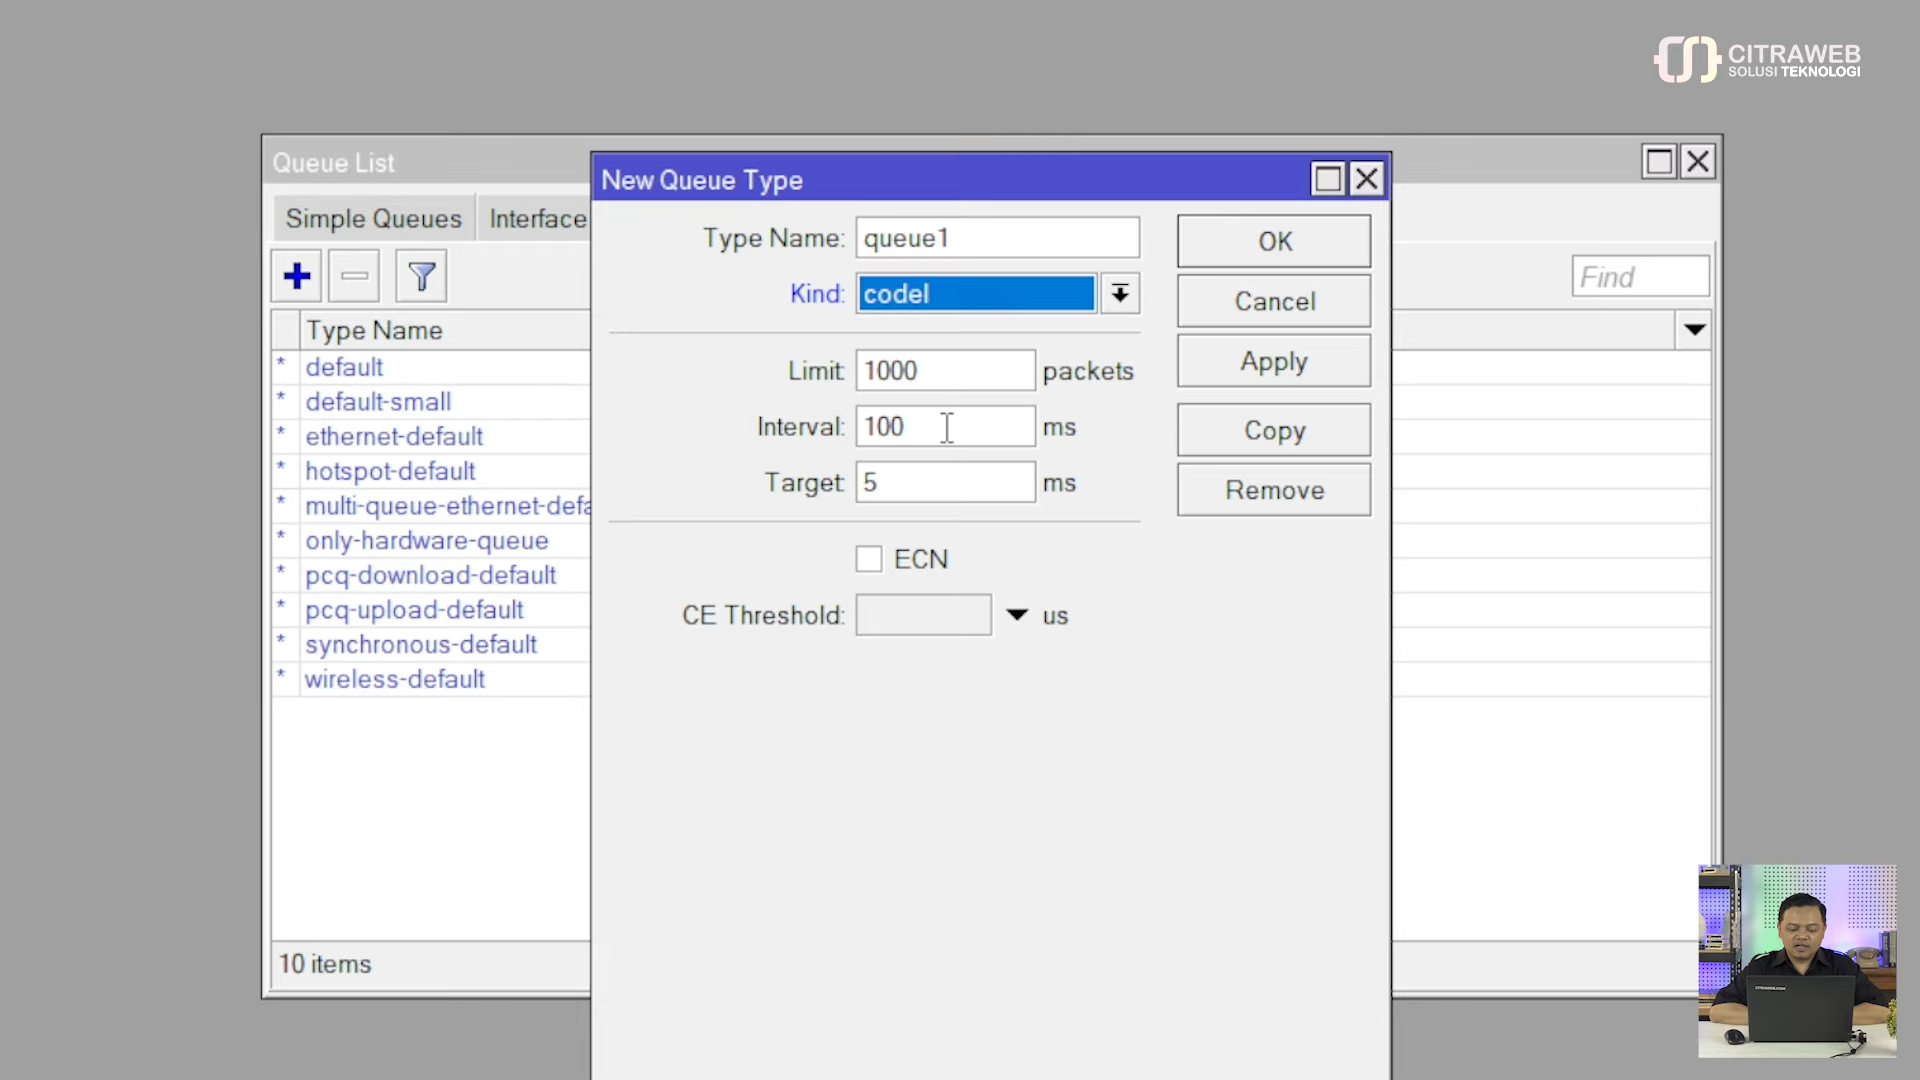 CITRAWEB
SOLUSI TEKNOLOGI
Queue List
New Queue Type
Simple Queues
Interface
Type Name: queue1
OK
Find
Kind: codel
Cancel
Type Name
Limit: 1000 packets
Apply
Interval: 100 ms
Copy
Target: 5 ms
Remove
ECN
CE Threshold: us
* default
* default-small
* ethernet-default
* hotspot-default
* multi-queue-ethernet-defa
* only-hardware-queue
* pcq-download-default
* pcq-upload-default
* synchronous-default
* wireless-default
10 items
CITRAWEB.COM